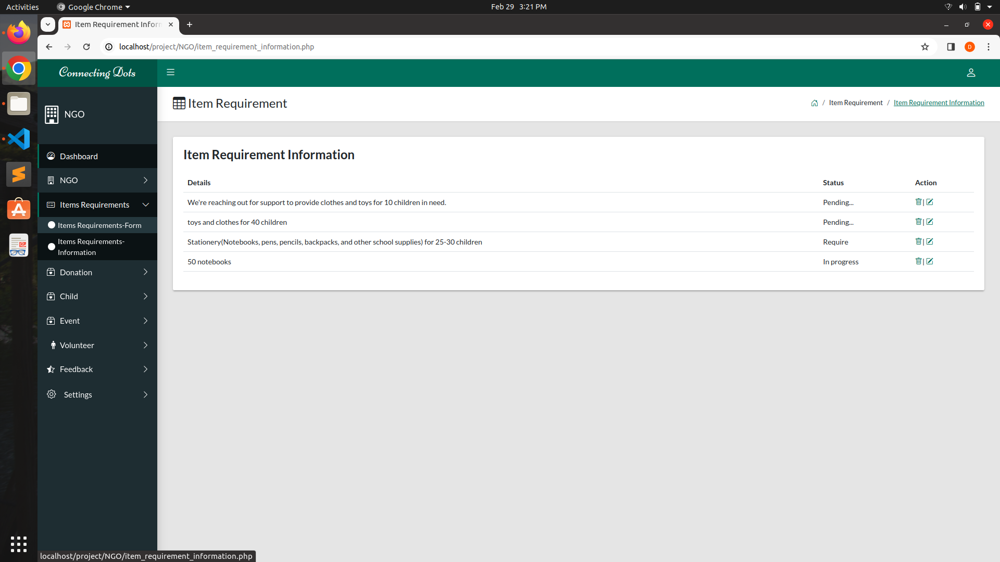 Activities
Google Chrome
Feb 29 3:21 PM
Item Requirement Inform
localhost/project/NGO/item_requirement_information.php
D
Connecting Dots
NGO
Dashboard
NGO
Items Requirements
Items Requirements-Form
Items Requirements-
Information
Donation
Child
Event
Volunteer
Feedback
Settings
Item Requirement
/ Item Requirement / Item Requirement Information
Item Requirement Information
Details Status Action
We're reaching out for support to provide clothes and toys for 10 children in need. Pending... |
toys and clothes for 40 children Pending... |
Stationery(Notebooks, pens, pencils, backpacks, and other school supplies) for 25-30 children Require |
50 notebooks In progress |
localhost/project/NGO/item_requirement_information.php